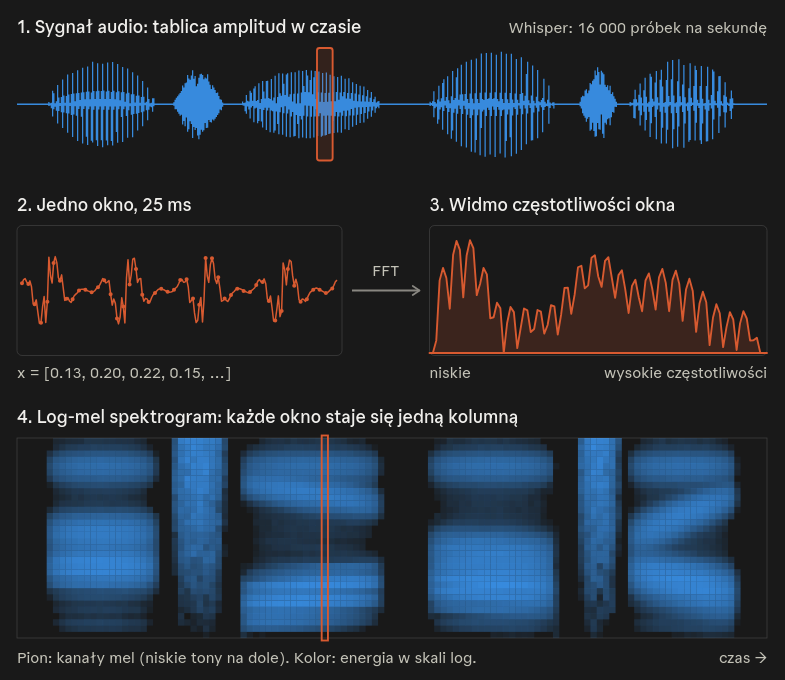 1. Sygnał audio: tablica amplitud w czasie
Whisper: 16 000 próbek na sekundę
2. Jedno okno, 25 ms
3. Widmo częstotliwości okna
FFT
x = [0.13, 0.20, 0.22, 0.15, ...]
niskie
wysokie częstotliwości
4. Log-mel spektrogram: każde okno staje się jedną kolumną
Pion: kanały mel (niskie tony na dole). Kolor: energia w skali log.
czas →